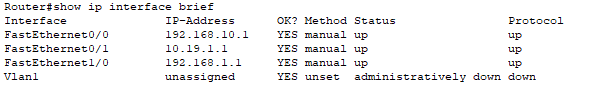 Router#show ip interface brief
Interface IP-Address OK? Method Status Protocol
FastEthernet0/0 192.168.10.1 YES manual up up
FastEthernet0/1 10.19.1.1 YES manual up up
FastEthernet1/0 192.168.1.1 YES manual up up
Vlan1 unassigned YES unset administratively down down